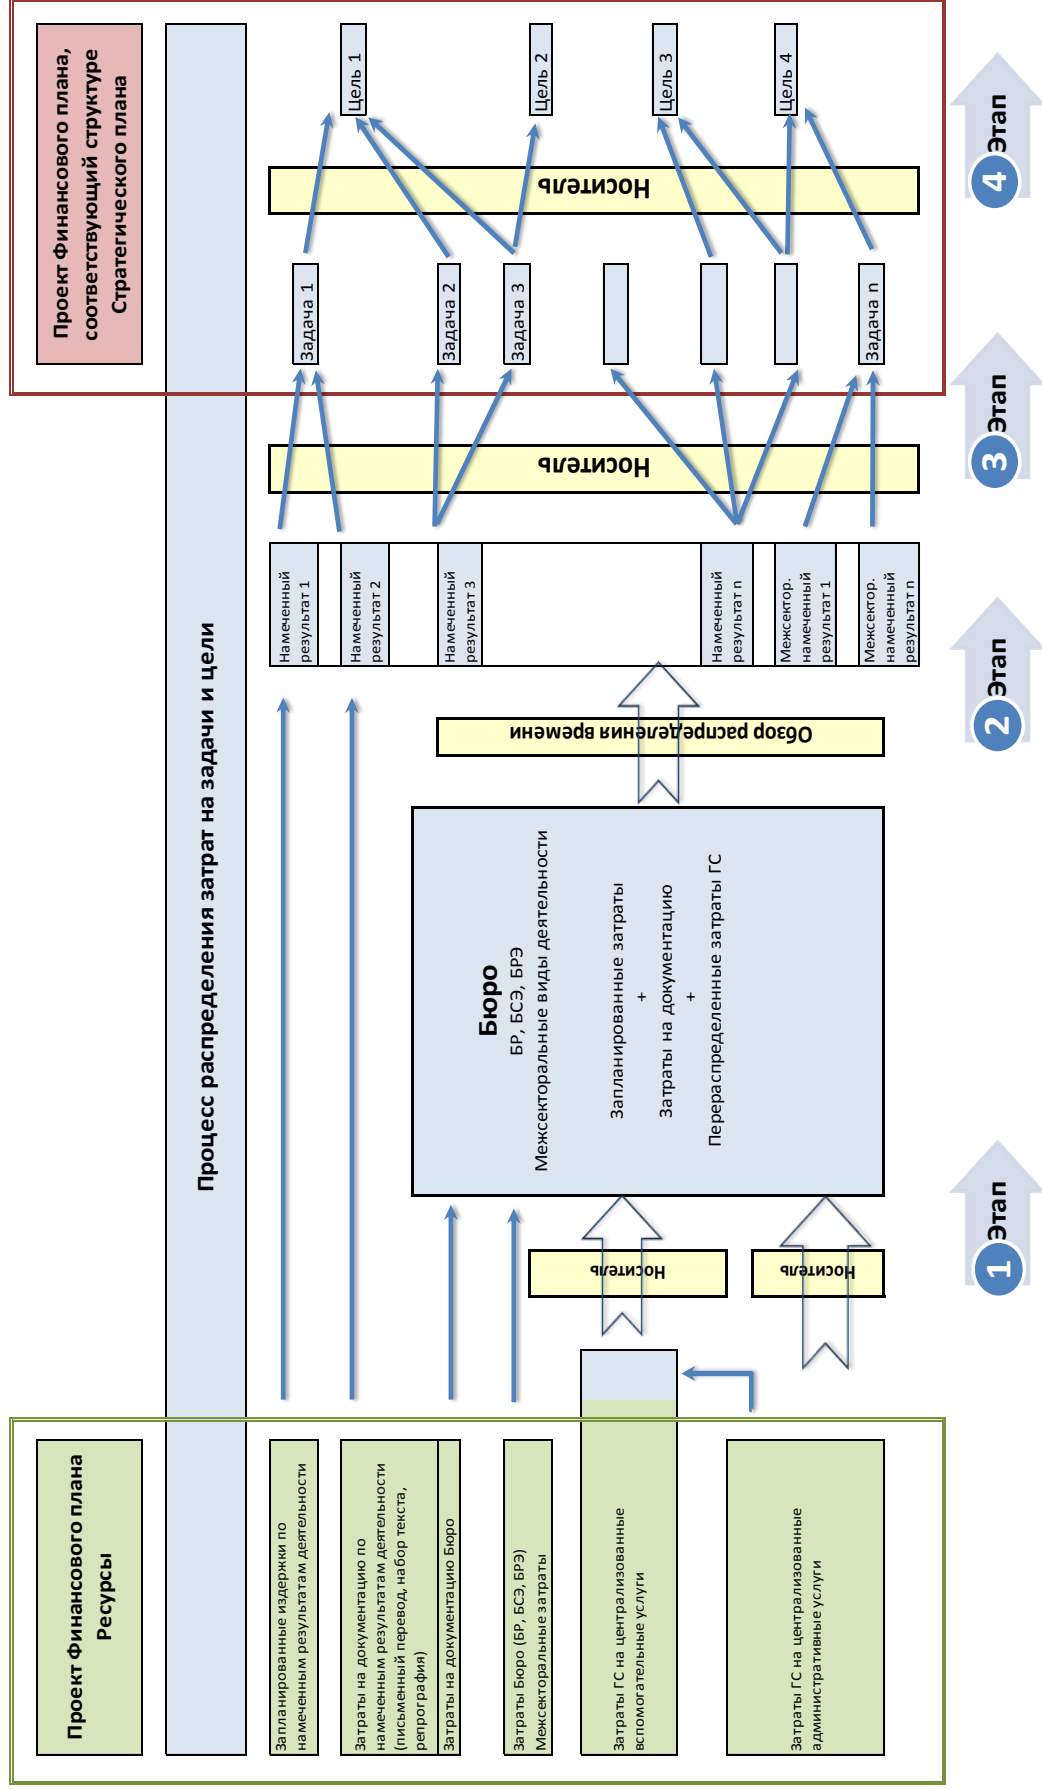 Проект Финансового плана
Ресурсы
Проект Финансового плана,
соответствующий структуре
Стратегического плана
Процесс распределения затрат на задачи и цели
Запланированные издержки по
намеченным результатам деятельности
Затраты на документацию по
намеченным результатам деятельности
(письменный перевод, набор текста,
репрография)
Затраты на документацию Бюро
Затраты Бюро (БР, БСЭ, БРЭ)
Межсекторальные затраты
Затраты ГС на централизованные
вспомогательные услуги
Затраты ГС на централизованные
административные услуги
Носитель
Носитель
Бюро
БР, БСЭ, БРЭ
Межсекторальные виды деятельности
Запланированные затраты
+
Затраты на документацию
+
Перераспределенные затраты ГС
Обзор распределения времени
Намеченный
результат 1
Намеченный
результат 2
Намеченный
результат 3
Намеченный
результат n
Межсектор.
намеченный
результат 1
Межсектор.
намеченный
результат n
Носитель
Задача 1
Задача 2
Задача 3
Задача n
Носитель
Цель 1
Цель 2
Цель 3
Цель 4
1 Этап
2 Этап
3 Этап
4 Этап